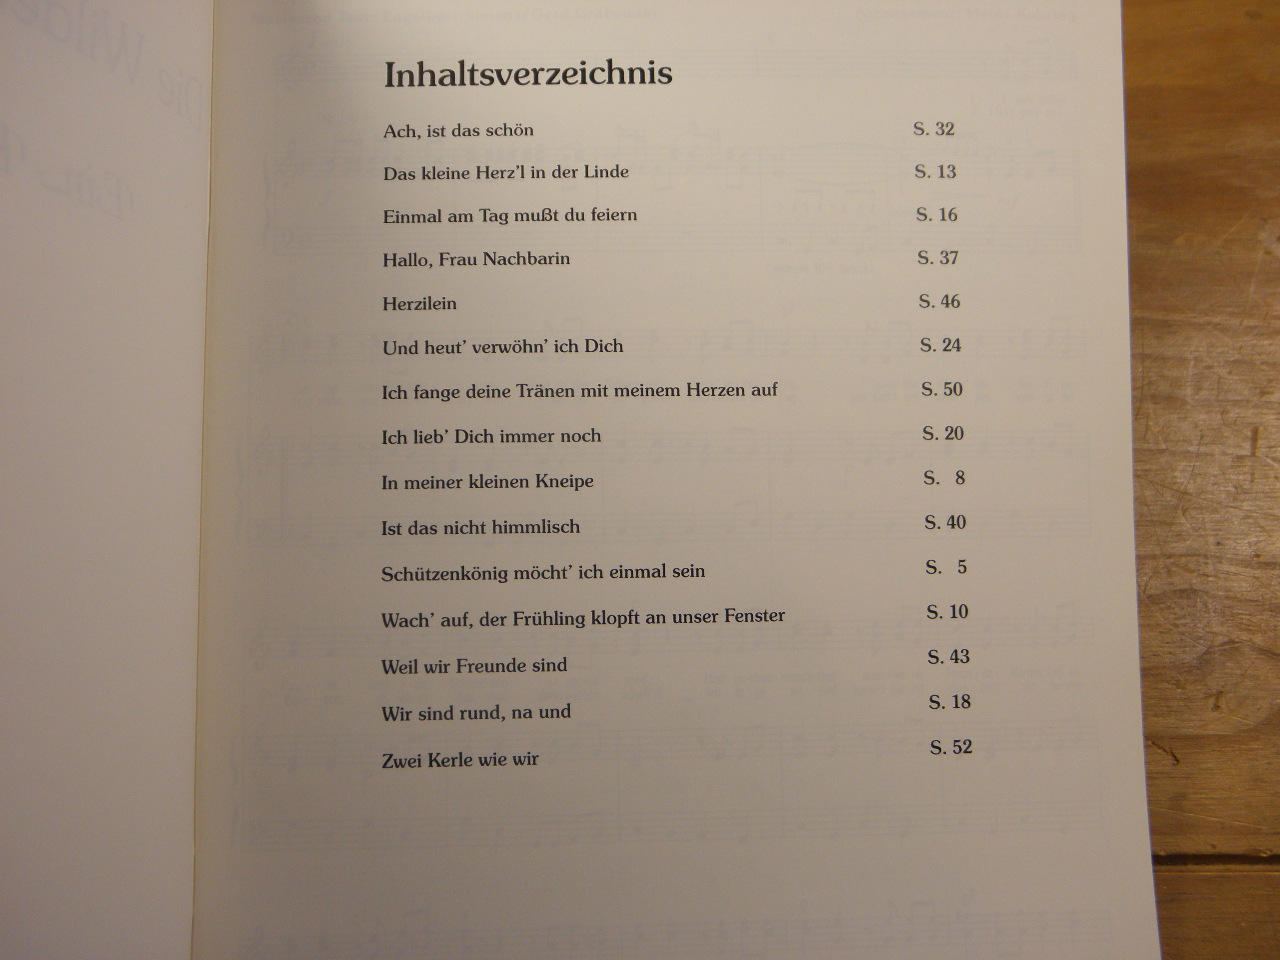 Inhaltsverzeichnis
Ach, ist das schön S. 32
Das kleine Herz'l in der Linde S. 13
Einmal am Tag mußt du feiern S. 16
Hallo, Frau Nachbarin S. 37
Herzilein S. 46
Und heut' verwöhn' ich Dich S. 24
Ich fange deine Tränen mit meinem Herzen auf S. 50
Ich lieb' Dich immer noch S. 20
In meiner kleinen Kneipe S. 8
Ist das nicht himmlisch S. 40
Schützenkönig möcht' ich einmal sein S. 5
Wach' auf, der Frühling klopft an unser Fenster S. 10
Weil wir Freunde sind S. 43
Wir sind rund, na und S. 18
Zwei Kerle wie wir S. 52